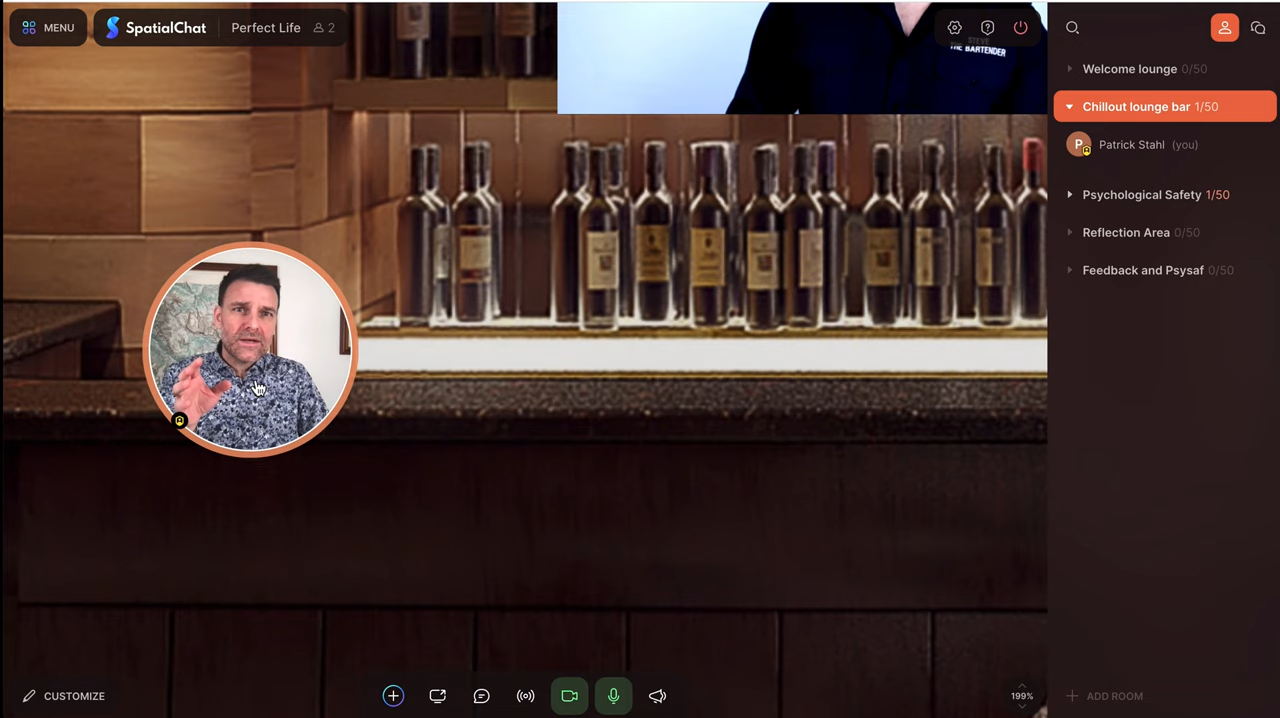 MENU
SpatialChat
Perfect Life
2
STEVE
THE BARTENDER
Welcome lounge 0/50
Chillout lounge bar 1/50
P
Patrick Stahl (you)
Psychological Safety 1/50
Reflection Area 0/50
Feedback and Psysaf 0/50
CUSTOMIZE
199%
ADD ROOM